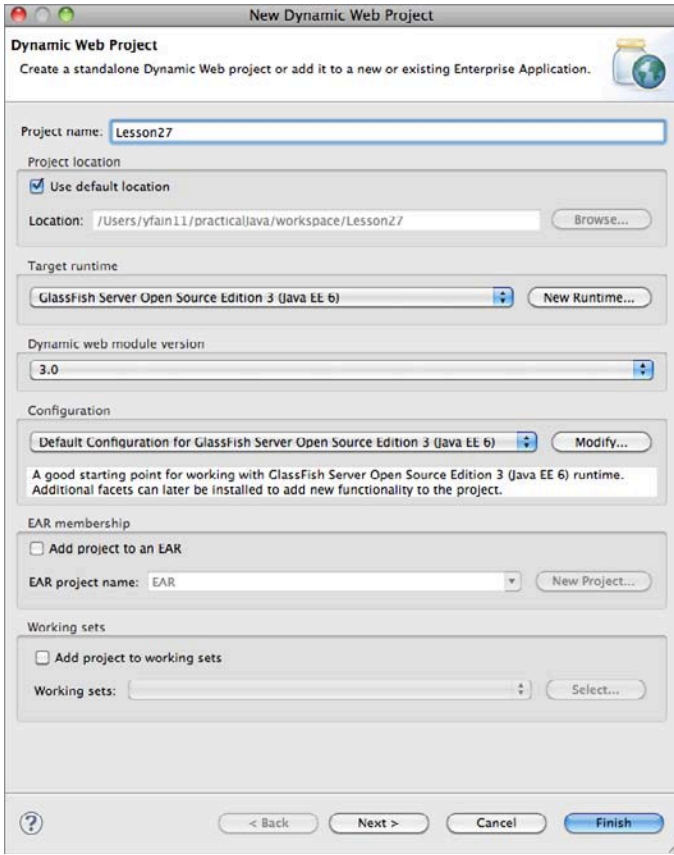 New Dynamic Web Project
Dynamic Web Project
Create a standalone Dynamic Web project or add it to a new or existing Enterprise Application.
Project name: Lesson27
Project location
Use default location
Location: /Users/yfain11/practicalJava/workspace/Lesson27 Browse...
Target runtime
GlassFish Server Open Source Edition 3 (Java EE 6) New Runtime...
Dynamic web module version
3.0
Configuration
Default Configuration for GlassFish Server Open Source Edition 3 (Java EE 6) Modify...
A good starting point for working with GlassFish Server Open Source Edition 3 (Java EE 6) runtime.
Additional facets can later be installed to add new functionality to the project.
EAR membership
Add project to an EAR
EAR project name: EAR New Project...
Working sets
Add project to working sets
Working sets: Select...
? < Back Next > Cancel Finish